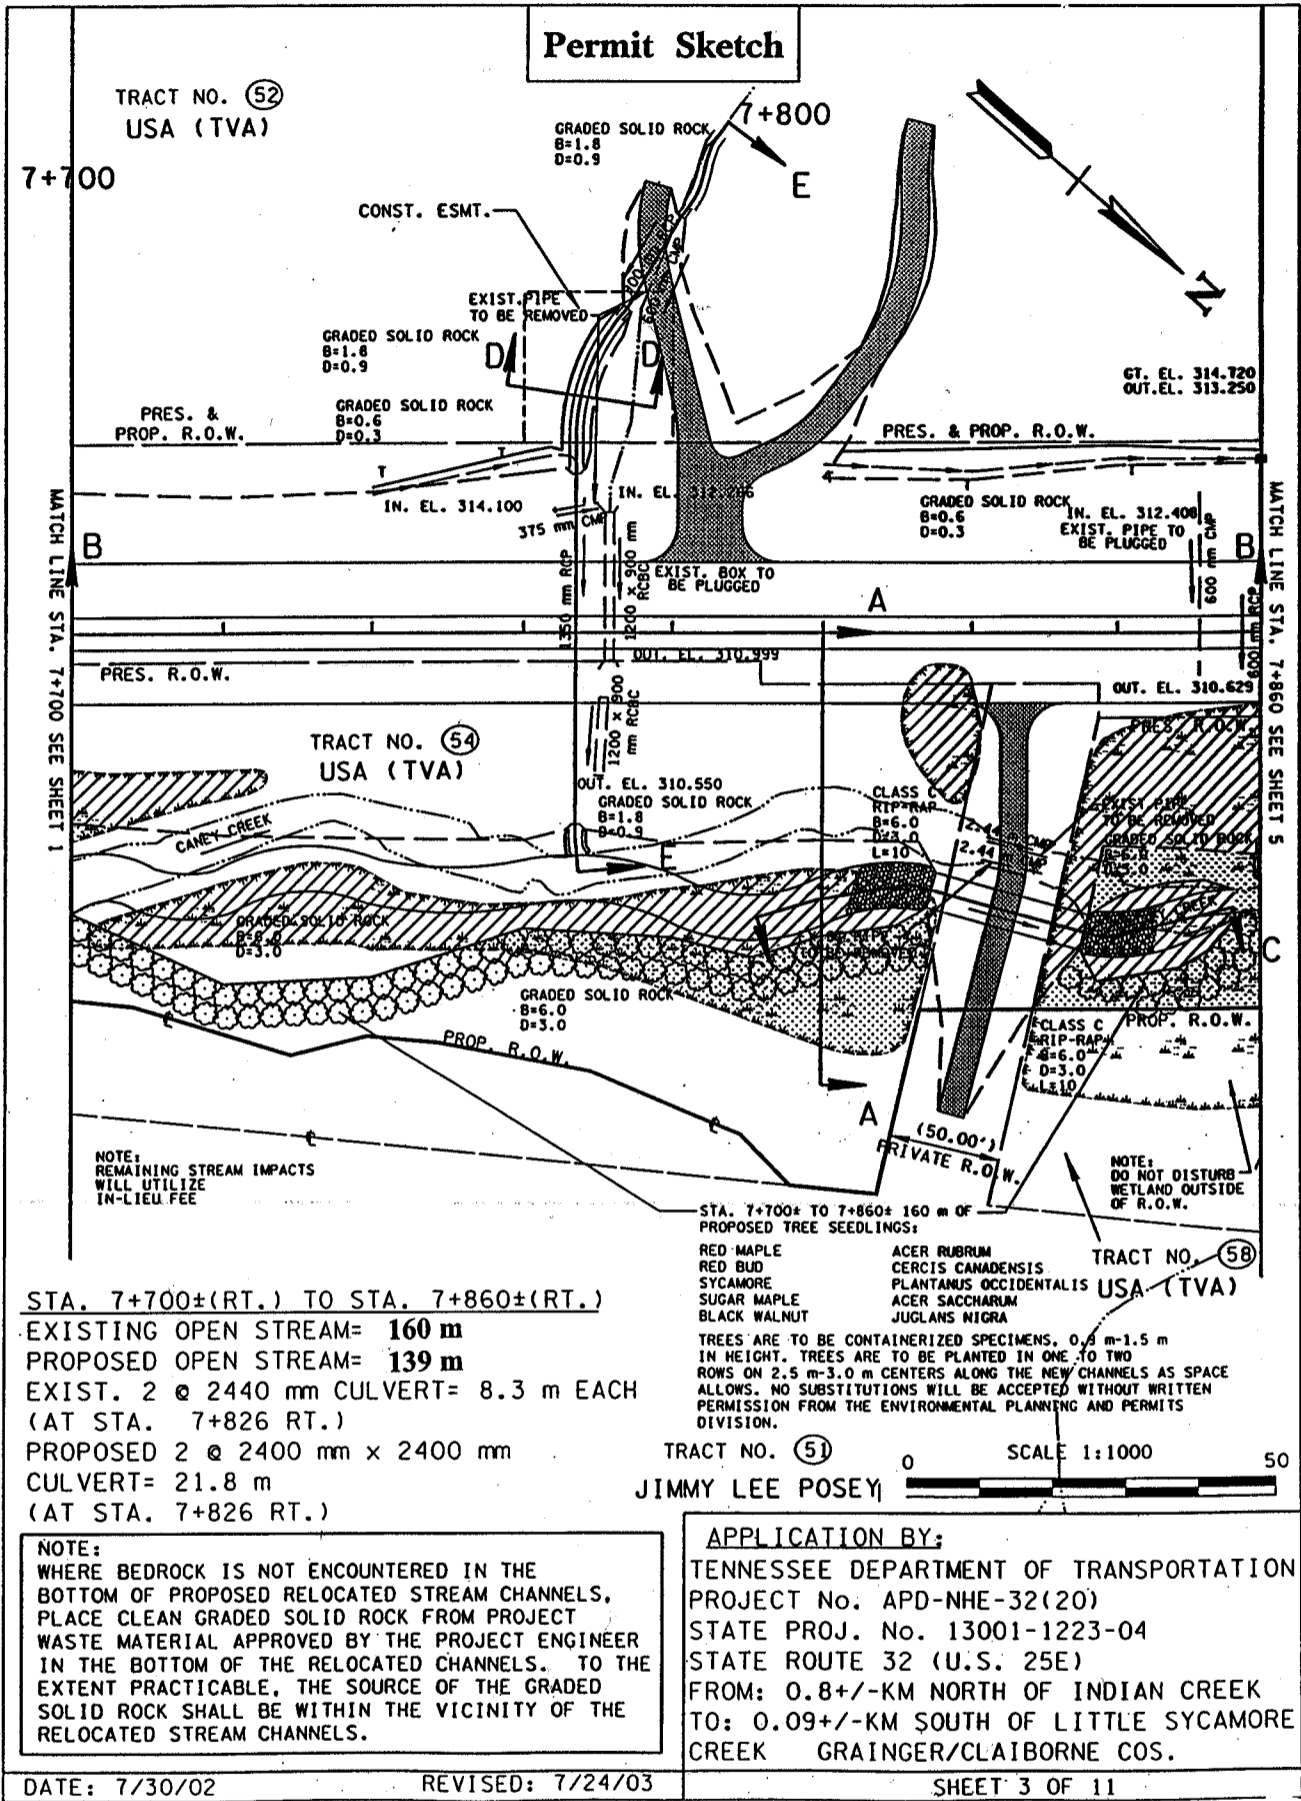 Permit Sketch
TRACT NO. 52
USA (TVA)
7+700
7+800
GRADED SOLID ROCK
B=1.8
D=0.9
E
CONST. ESMT.
N
EXIST. PIPE
TO BE REMOVED
900 mm RCP
600 mm CMP
GRADED SOLID ROCK
B=1.8
D=0.9
D
D
GT. EL. 314.720
OUT. EL. 313.250
GRADED SOLID ROCK
B=0.6
D=0.3
PRES. &
PROP. R.O.W.
PRES. & PROP. R.O.W.
T
T
T
IN. EL. 314.100
IN. EL. 312.206
375 mm CMP
GRADED SOLID ROCK
B=0.6
D=0.3
IN. EL. 312.408
EXIST. PIPE TO
BE PLUGGED
600 mm CMP
600 mm RCP
MATCH LINE STA. 7+700 SEE SHEET 1
MATCH LINE STA. 7+860 SEE SHEET 5
B
B
1350 mm RCP
1200 X 900 mm
RCBC
EXIST. BOX TO
BE PLUGGED
A
OUT. EL. 310.999
PRES. R.O.W.
OUT. EL. 310.629
PRES. R.O.W.
TRACT NO. 54
USA (TVA)
1200 X 900
mm RCBC
OUT. EL. 310.550
GRADED SOLID ROCK
B=1.8
D=0.9
CLASS C
RIP-RAP
B=6.0
D=3.0
L=10
EXIST PIPE
TO BE REMOVED
GRADED SOLID ROCK
B=6.0
D=3.0
CANEY CREEK
E
2.44 CMP
2.44
CREEK
GRADED SOLID ROCK
B=6.0
D=3.0
C
GRADED SOLID ROCK
B=6.0
D=3.0
PROP. R.O.W.
PROP. R.O.W.
CLASS C
RIP-RAP
B=6.0
D=3.0
L=10
A
(50.00')
PRIVATE R.O.W.
NOTE:
REMAINING STREAM IMPACTS
WILL UTILIZE
IN-LIEU FEE
NOTE:
DO NOT DISTURB
WETLAND OUTSIDE
OF R.O.W.
STA. 7+700± TO 7+860± 160 m OF
PROPOSED TREE SEEDLINGS:
RED MAPLE ACER RUBRUM
RED BUD CERCIS CANADENSIS
SYCAMORE PLANTANUS OCCIDENTALIS
SUGAR MAPLE ACER SACCHARUM
BLACK WALNUT JUGLANS NIGRA
TRACT NO. 58
USA (TVA)
TREES ARE TO BE CONTAINERIZED SPECIMENS, 0.9 m-1.5 m
IN HEIGHT. TREES ARE TO BE PLANTED IN ONE TO TWO
ROWS ON 2.5 m-3.0 m CENTERS ALONG THE NEW CHANNELS AS SPACE
ALLOWS. NO SUBSTITUTIONS WILL BE ACCEPTED WITHOUT WRITTEN
PERMISSION FROM THE ENVIRONMENTAL PLANNING AND PERMITS
DIVISION.
STA. 7+700±(RT.) TO STA. 7+860±(RT.)
EXISTING OPEN STREAM= 160 m
PROPOSED OPEN STREAM= 139 m
EXIST. 2 @ 2440 mm CULVERT= 8.3 m EACH
(AT STA. 7+826 RT.)
PROPOSED 2 @ 2400 mm x 2400 mm
CULVERT= 21.8 m
(AT STA. 7+826 RT.)
TRACT NO. 51
JIMMY LEE POSEY
SCALE 1:1000
0 50
NOTE:
WHERE BEDROCK IS NOT ENCOUNTERED IN THE
BOTTOM OF PROPOSED RELOCATED STREAM CHANNELS,
PLACE CLEAN GRADED SOLID ROCK FROM PROJECT
WASTE MATERIAL APPROVED BY THE PROJECT ENGINEER
IN THE BOTTOM OF THE RELOCATED CHANNELS. TO THE
EXTENT PRACTICABLE, THE SOURCE OF THE GRADED
SOLID ROCK SHALL BE WITHIN THE VICINITY OF THE
RELOCATED STREAM CHANNELS.
APPLICATION BY:
TENNESSEE DEPARTMENT OF TRANSPORTATION
PROJECT No. APD-NHE-32(20)
STATE PROJ. No. 13001-1223-04
STATE ROUTE 32 (U.S. 25E)
FROM: 0.8+/-KM NORTH OF INDIAN CREEK
TO: 0.09+/-KM SOUTH OF LITTLE SYCAMORE
CREEK GRAINGER/CLAIBORNE COS.
DATE: 7/30/02
REVISED: 7/24/03
SHEET 3 OF 11